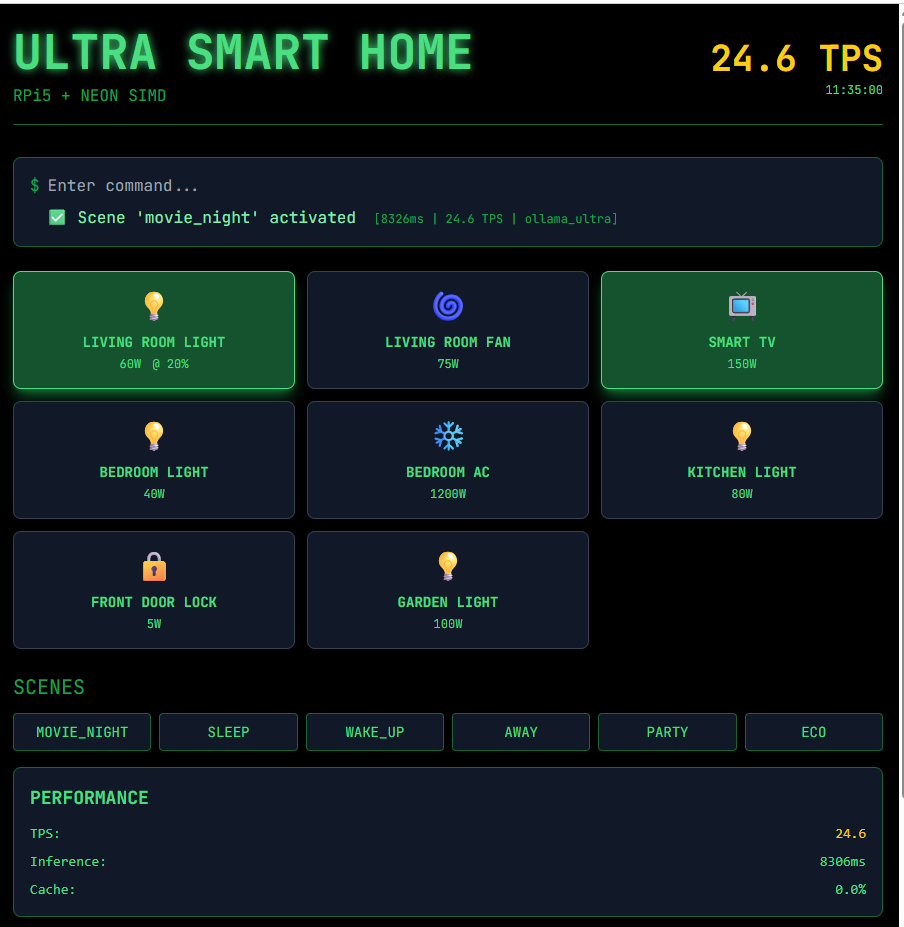 ULTRA SMART HOME
RPi5 + NEON SIMD
24.6 TPS
11:35:00
$ Enter command...
Scene 'movie_night' activated [8326ms | 24.6 TPS | ollama_ultra]
LIVING ROOM LIGHT
60W @ 20%
LIVING ROOM FAN
75W
SMART TV
150W
BEDROOM LIGHT
40W
BEDROOM AC
1200W
KITCHEN LIGHT
80W
FRONT DOOR LOCK
5W
GARDEN LIGHT
100W
SCENES
MOVIE_NIGHT
SLEEP
WAKE_UP
AWAY
PARTY
ECO
PERFORMANCE
TPS: 24.6
Inference: 8306ms
Cache: 0.0%